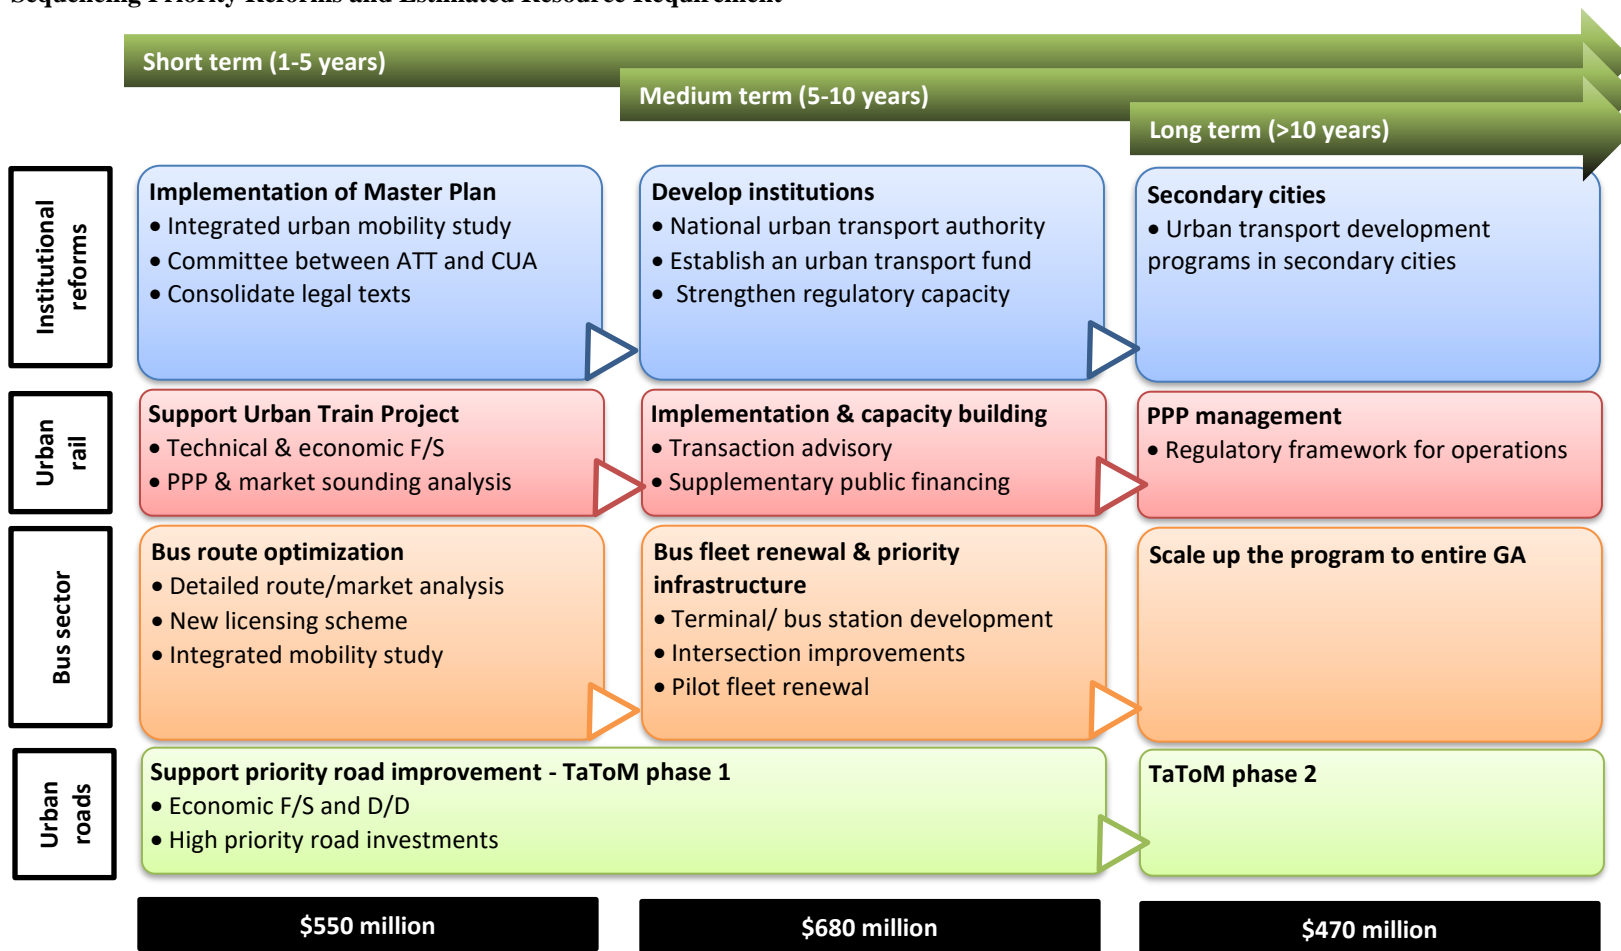 Sequencing Priority Reforms and Estimated Resource Requirement
Short term (1-5 years)
Medium term (5-10 years)
Long term (>10 years)
Institutional
reforms
Implementation of Master Plan
• Integrated urban mobility study
• Committee between ATT and CUA
• Consolidate legal texts
Develop institutions
• National urban transport authority
• Establish an urban transport fund
• Strengthen regulatory capacity
Secondary cities
• Urban transport development
programs in secondary cities
Urban
rail
Support Urban Train Project
• Technical & economic F/S
• PPP & market sounding analysis
Implementation & capacity building
• Transaction advisory
• Supplementary public financing
PPP management
• Regulatory framework for operations
Bus sector
Bus route optimization
• Detailed route/market analysis
• New licensing scheme
• Integrated mobility study
Bus fleet renewal & priority
infrastructure
• Terminal/ bus station development
• Intersection improvements
• Pilot fleet renewal
Scale up the program to entire GA
Urban
roads
Support priority road improvement - TaToM phase 1
• Economic F/S and D/D
• High priority road investments
TaToM phase 2
$550 million
$680 million
$470 million